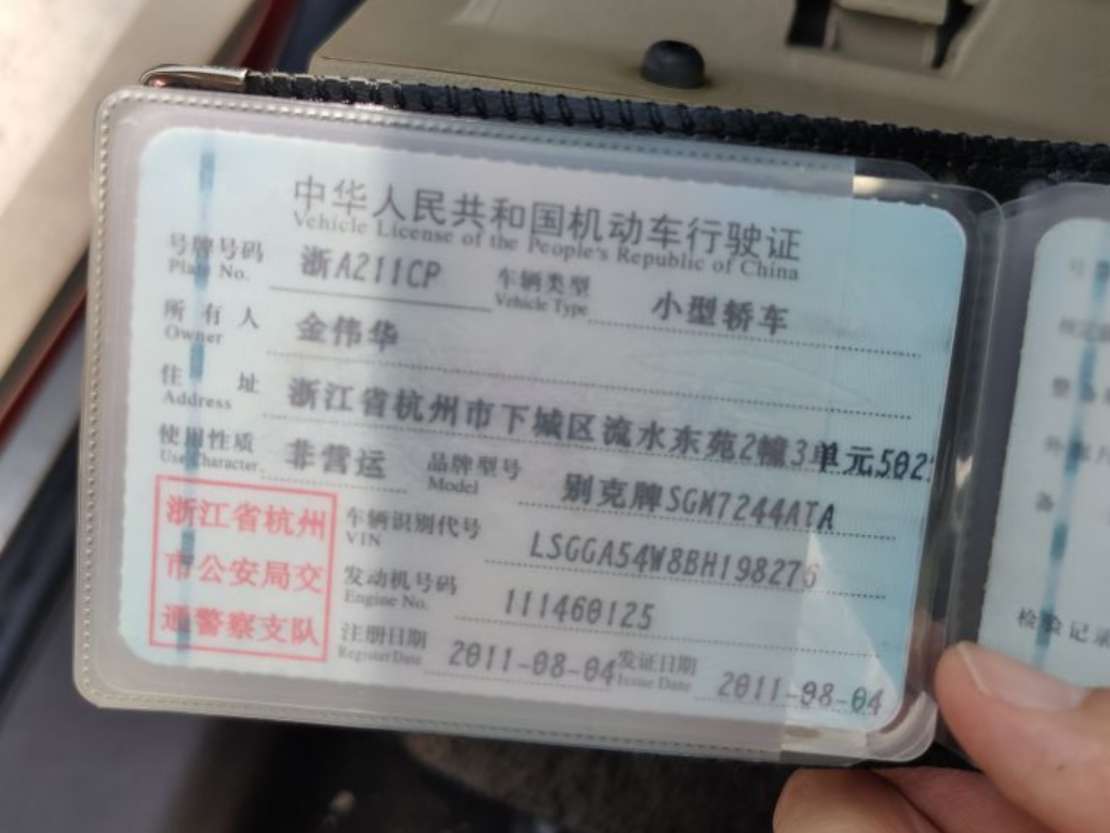 中华人民共和国机动车行驶证
Vehicle License of the People's Republic of China
号牌号码 浙A211CP 车辆类型 小型轿车
Plate No. Vehicle Type
所有人 金伟华
Owner
住址 浙江省杭州市下城区流水东苑2幢3单元502
Address
使用性质 非营运 品牌型号 别克牌SGM7244ATA
Use Character Model
浙江省杭州
市公安局交
通警察支队
车辆识别代号 LSGGA54W8BH198276
VIN
发动机号码 111460125
Engine No.
注册日期 2011-08-04 发证日期 2011-08-04
Register Date Issue Date
号
备
检验记录